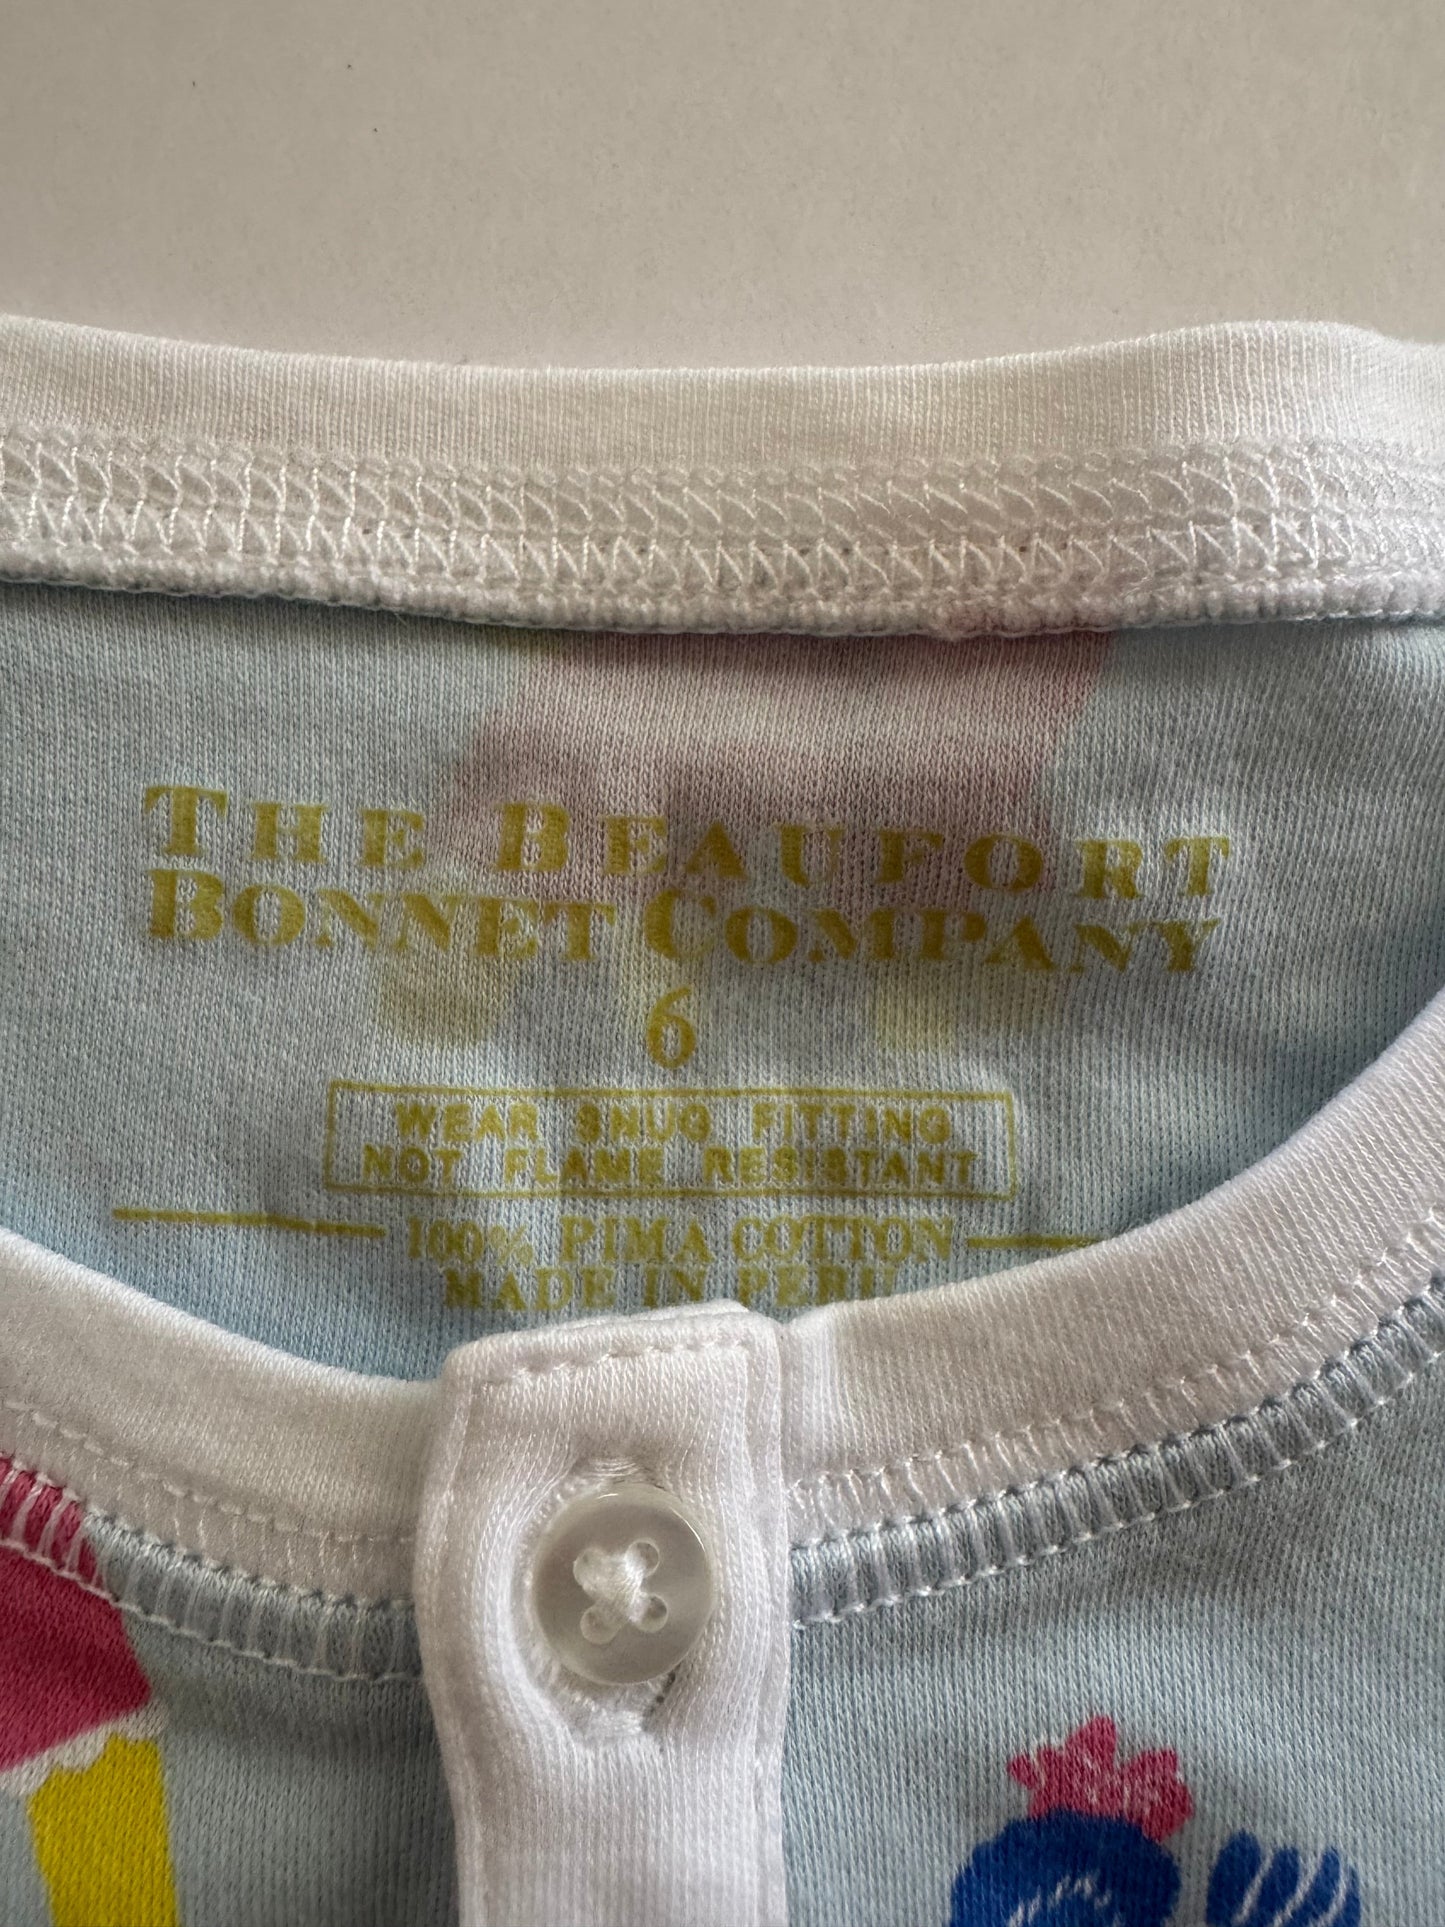 THE BEAUFORT
BONNET COMPANY
6
WEAR SNUG FITTING
NOT FLAME RESISTANT
100% PIMA COTTON
MADE IN PERU